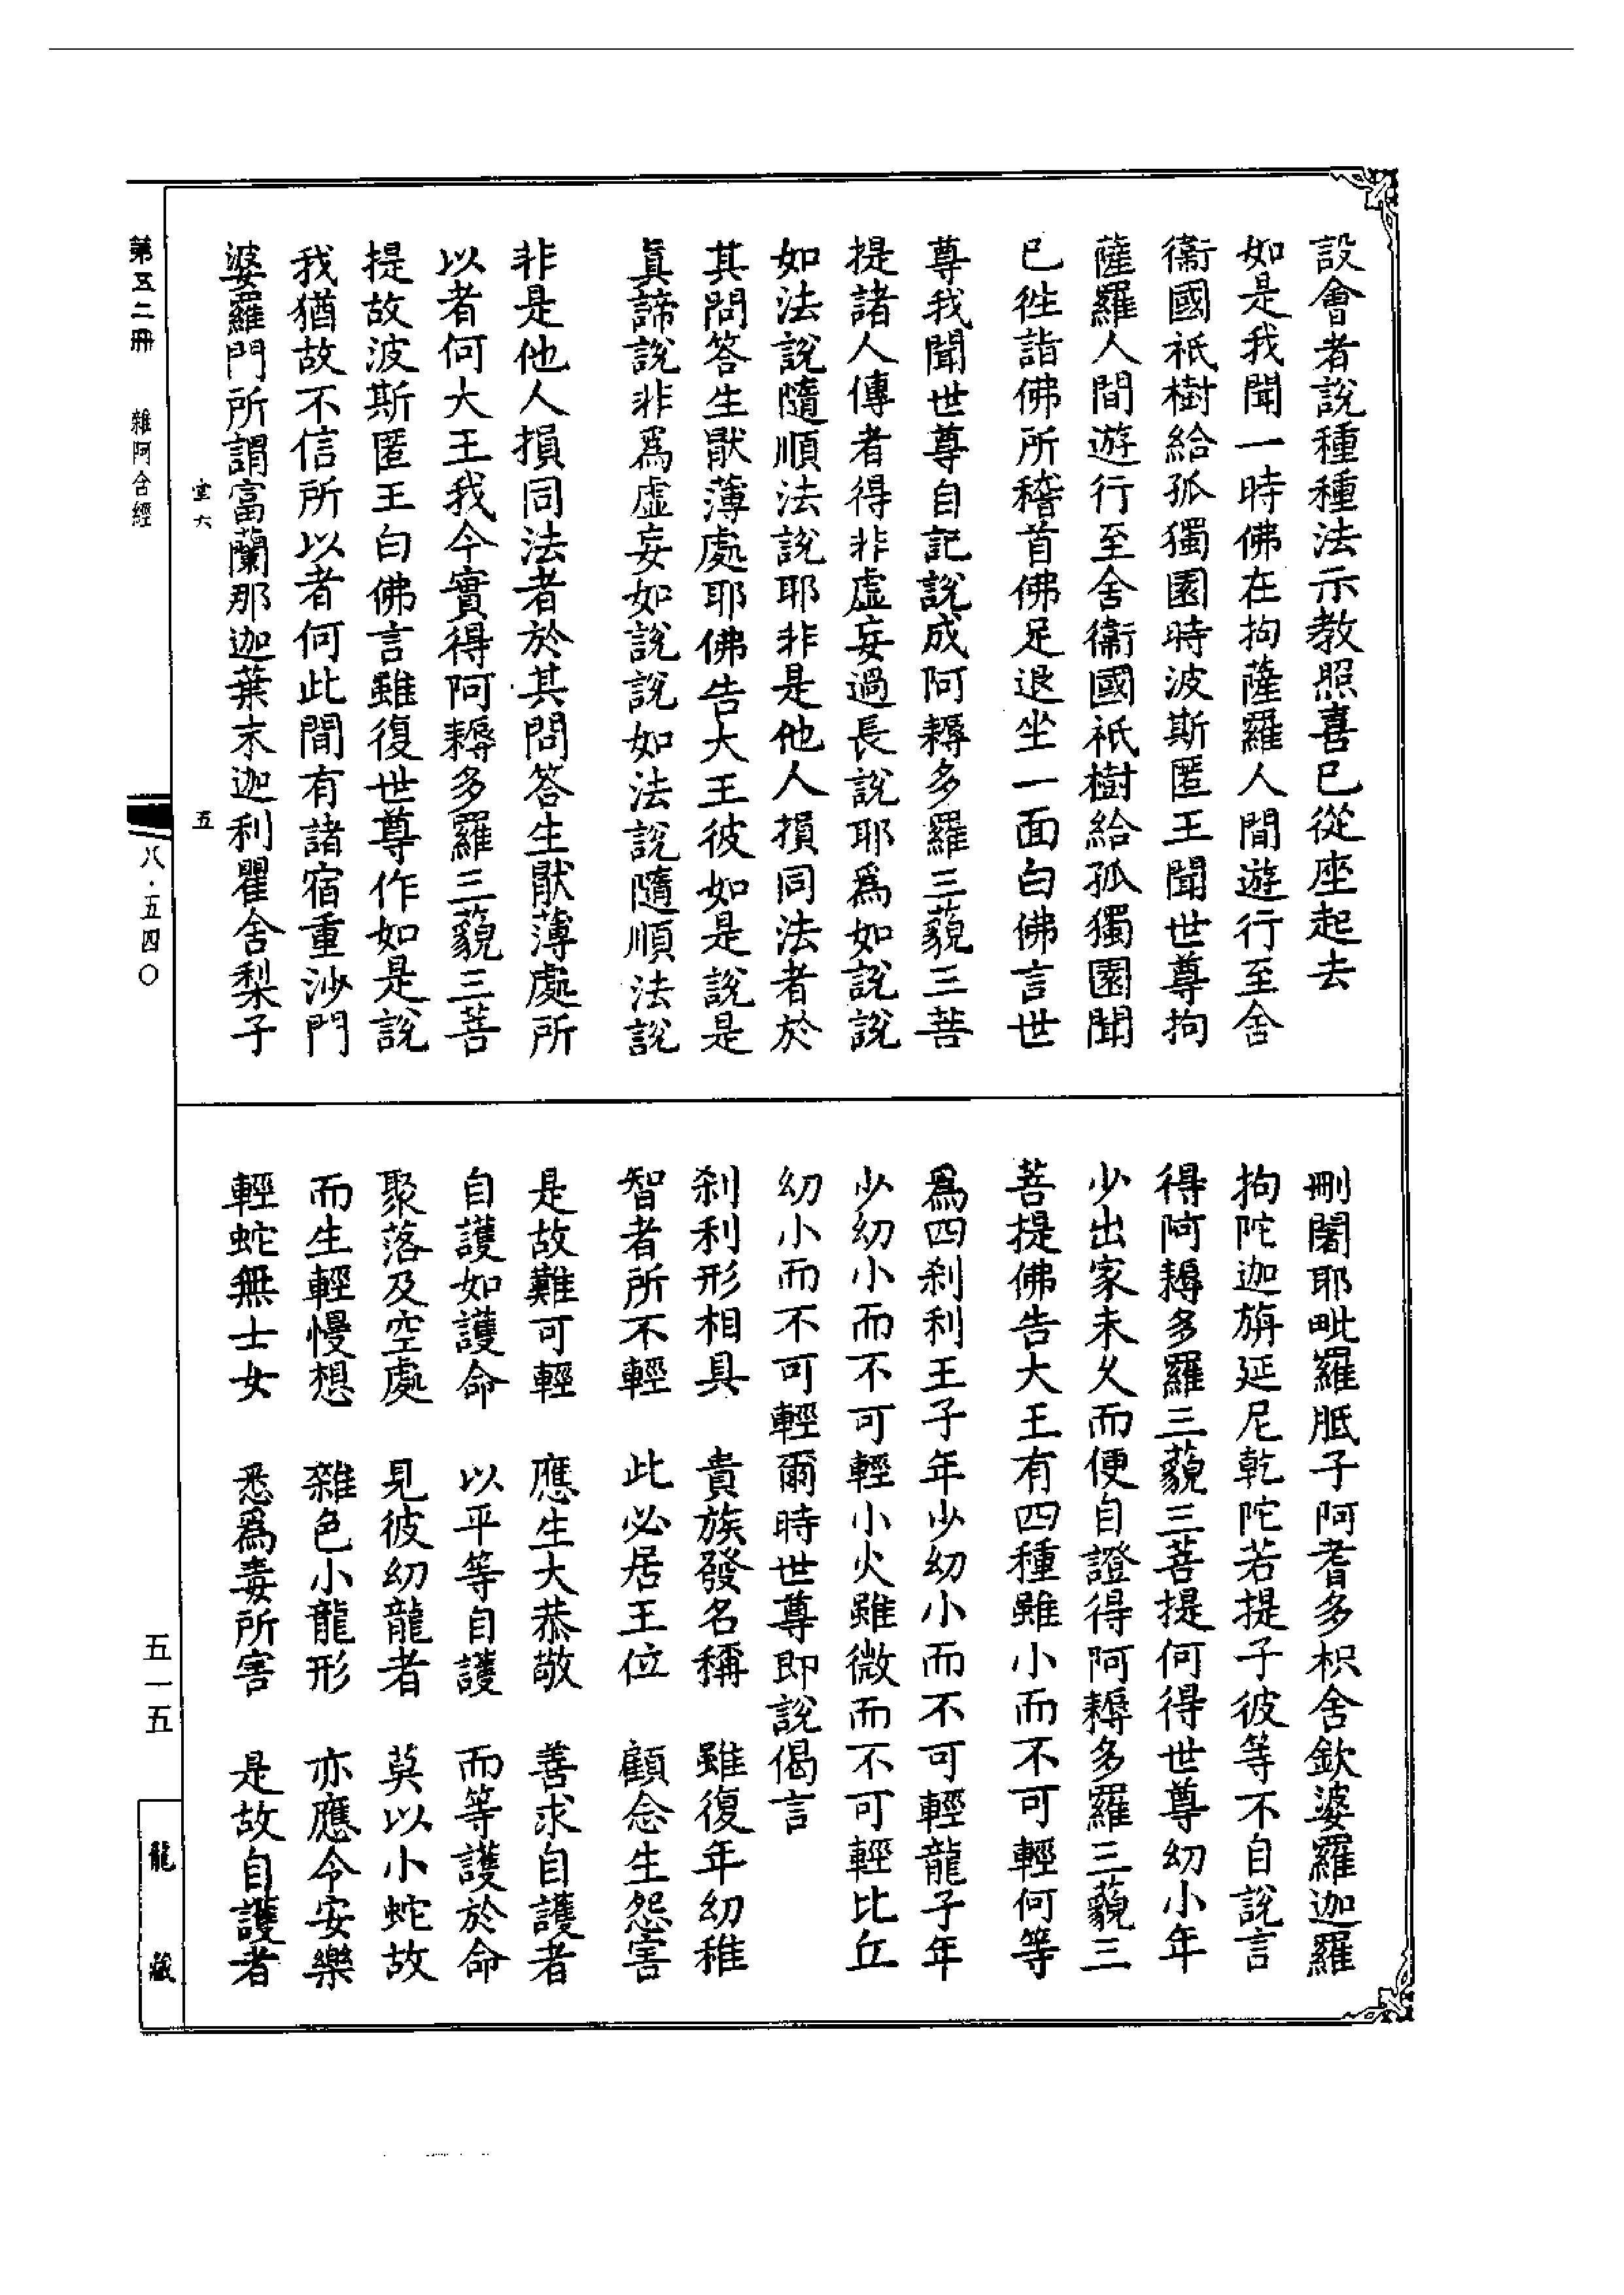 設會者說種種法示教照喜已從座起去
如是我聞一時佛在拘薩羅人間遊行至舍
衞國祇樹給孤獨園時波斯匿王聞世尊拘
薩羅人間遊行至舍衞國祇樹給孤獨園聞
已徃詣佛所稽首佛足退坐一面白佛言世
尊我聞世尊自記說成阿耨多羅三藐三菩
提諸人傳者得非虛妄過長說耶爲如說說
如法說隨順法說耶非是他人損同法者於
其問答生厭薄處耶佛告大王彼如是說是
眞諦說非爲虛妄如說說如法說隨順法說
非是他人損同法者於其問答生厭薄處所
以者何大王我今實得阿耨多羅三藐三菩
提故波斯匿王白佛言雖復世尊作如是說
我猶故不信所以者何此間有諸宿重沙門
婆羅門所謂富蘭那迦葉末迦利瞿舍梨子
刪闍耶毗羅胝子阿耆多枳舍欽婆羅迦羅
拘陀迦旃延尼乾陀若提子彼等不自說言
得阿耨多羅三藐三菩提何得世尊幼小年
少出家未久而便自證得阿耨多羅三藐三
菩提佛告大王有四種雖小而不可輕何等
爲四刹利王子年少幼小而不可輕龍子年
少幼小而不可輕小火雖微而不可輕比丘
幼小而不可輕爾時世尊即說偈言
刹利形相具　貴族發名稱　雖復年幼稚
智者所不輕　此必居王位　顧念生怨害
是故難可輕　應生大恭敬　善求自護者
自護如護命　以平等自護　而等護於命
聚落及空處　見彼幼龍者　莫以小蛇故
而生輕慢想　雜色小龍形　亦應令安樂
輕蛇無士女　悉爲毒所害　是故自護者
堂六　五
第五二冊　雜阿含經　八·五四〇　五一五　龍藏